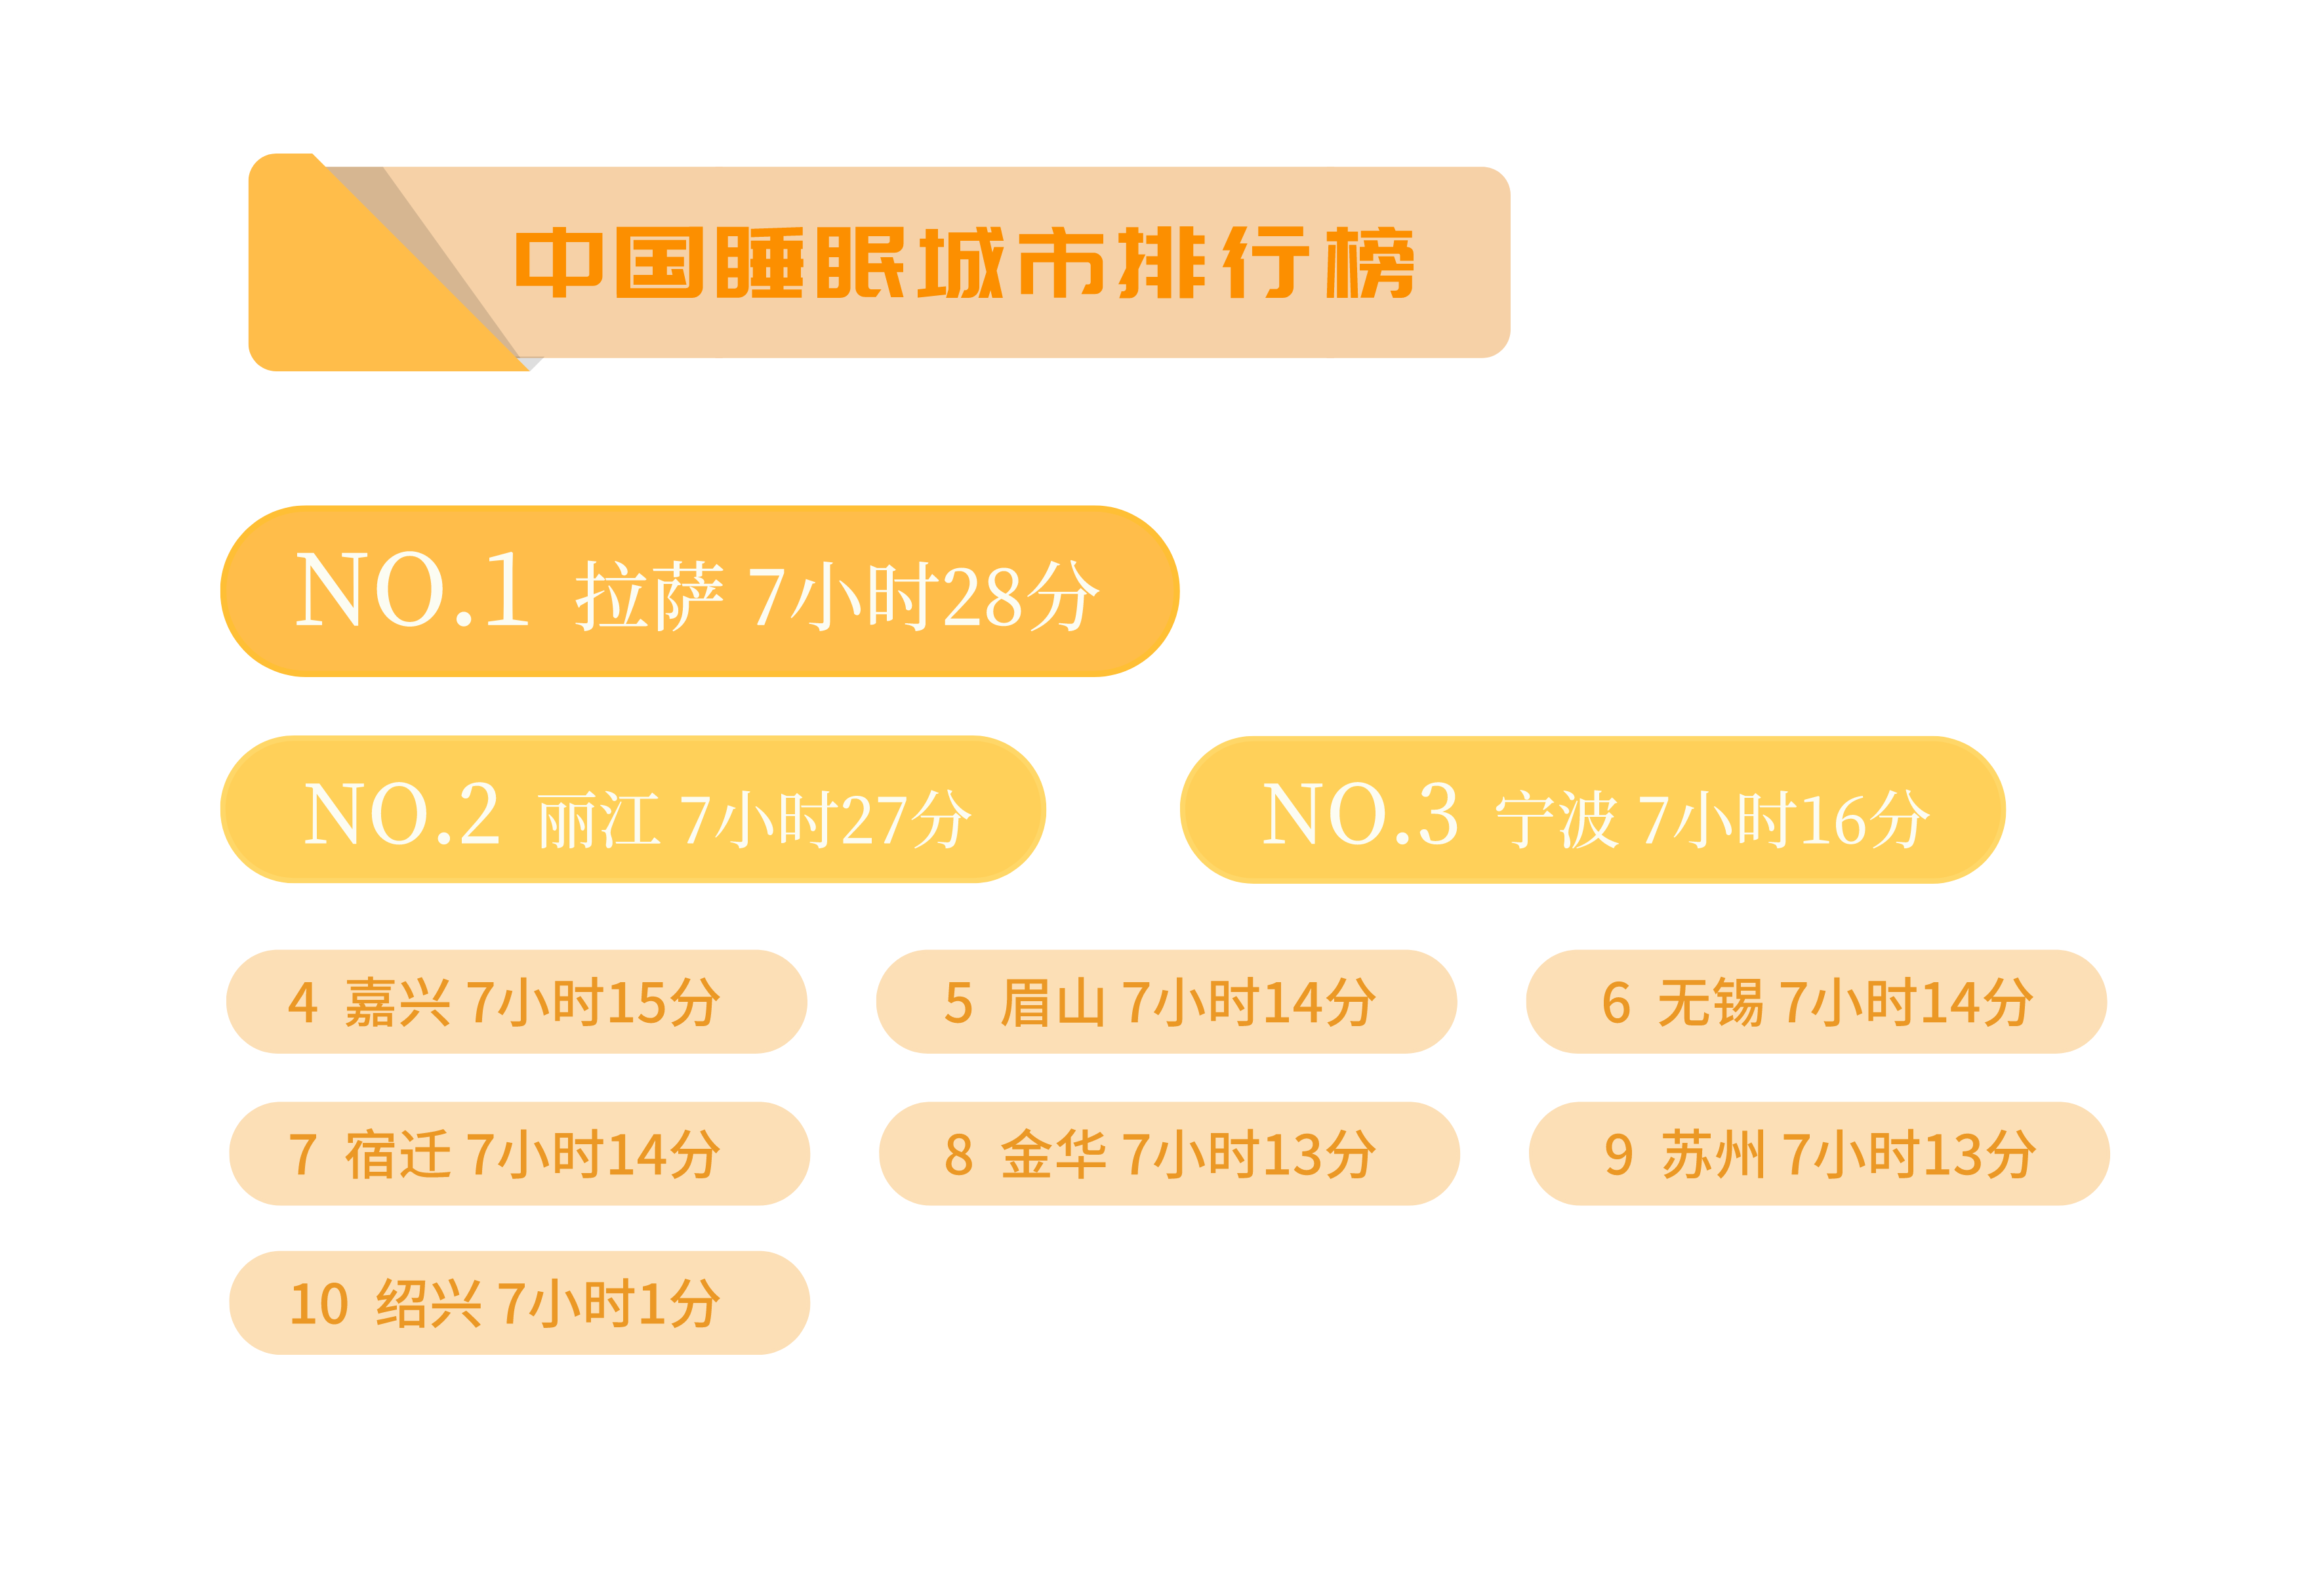 中国睡眠城市排行榜
NO.1 拉萨 7小时28分
NO.2 丽江 7小时27分
NO.3 宁波 7小时16分
4 嘉兴 7小时15分
5 眉山 7小时14分
6 无锡 7小时14分
7 宿迁 7小时14分
8 金华 7小时13分
9 苏州 7小时13分
10 绍兴 7小时1分